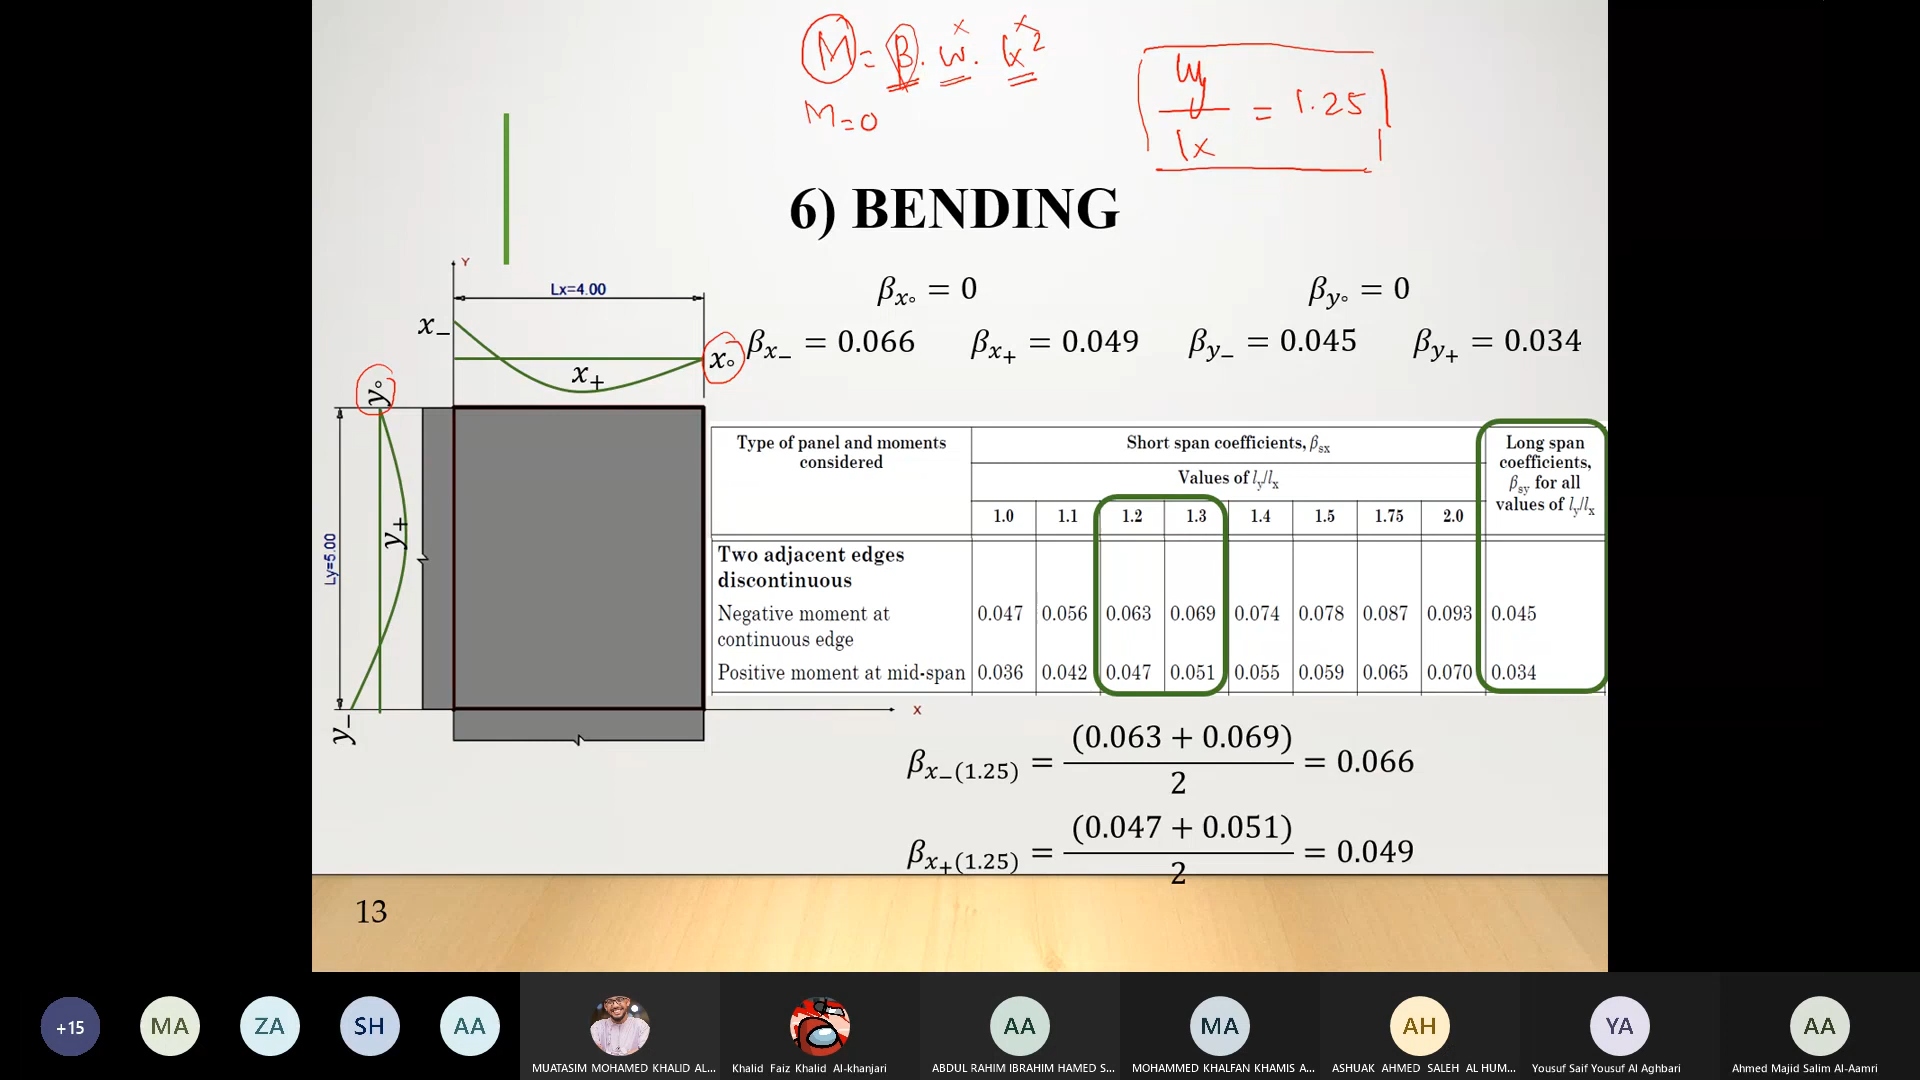 M = β . w . lx²
M=0
ly/lx = 1.25
6) BENDING
Y
Lx=4.00
x₋
x₊
x∘
y∘
y₊
y₋
Ly=5.00
X
βx∘ = 0
βy∘ = 0
βx₋ = 0.066 βx₊ = 0.049 βy₋ = 0.045 βy₊ = 0.034
Type of panel and moments
considered
Short span coefficients, βsx
Values of ly/lx
1.0 1.1 1.2 1.3 1.4 1.5 1.75 2.0
Long span
coefficients,
βsy for all
values of ly/lx
Two adjacent edges
discontinuous
Negative moment at
continuous edge
0.047 0.056 0.063 0.069 0.074 0.078 0.087 0.093 0.045
Positive moment at mid-span 0.036 0.042 0.047 0.051 0.055 0.059 0.065 0.070 0.034
βx₋(1.25) = (0.063 + 0.069)/2 = 0.066
βx₊(1.25) = (0.047 + 0.051)/2 = 0.049
13
+15
MA
ZA
SH
AA
MUATASIM MOHAMED KHALID AL...
Khalid Faiz Khalid Al-khanjari
AA
ABDUL RAHIM IBRAHIM HAMED S...
MA
MOHAMMED KHALFAN KHAMIS A...
AH
ASHUAK AHMED SALEH AL HUM...
YA
Yousuf Saif Yousuf Al Aghbari
AA
Ahmed Majid Salim Al-Aamri